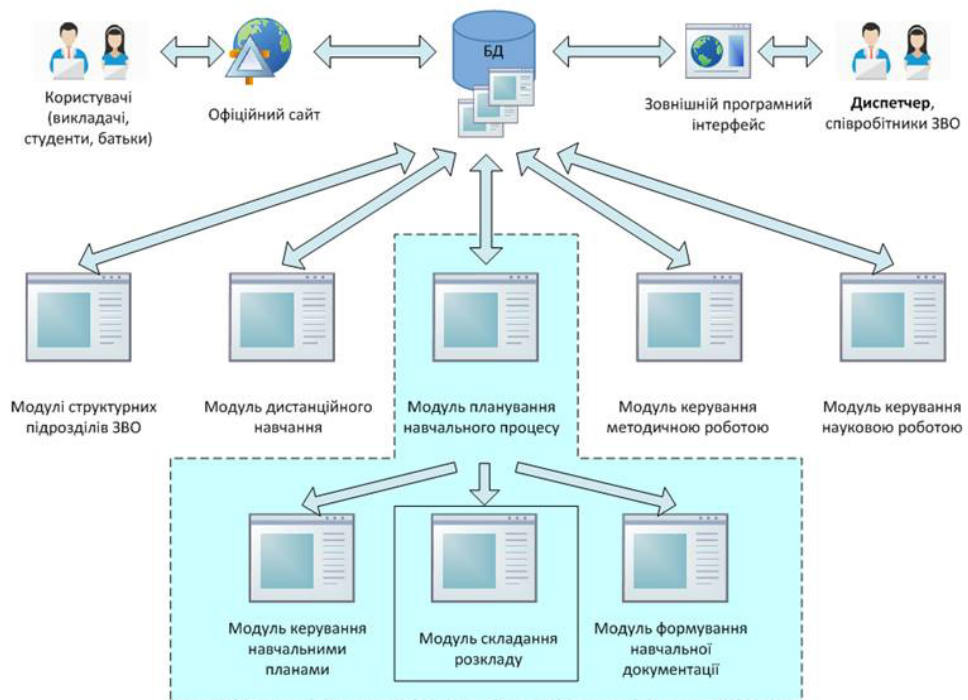 БД
Користувачі
(викладачі,
студенти, батьки)
Офіційний сайт
Зовнішній програмний
інтерфейс
Диспетчер,
співробітники ЗВО
Модулі структурних
підрозділів ЗВО
Модуль дистанційного
навчання
Модуль планування
навчального процесу
Модуль керування
методичною роботою
Модуль керування
науковою роботою
Модуль керування
навчальними
планами
Модуль складання
розкладу
Модуль формування
навчальної
документації